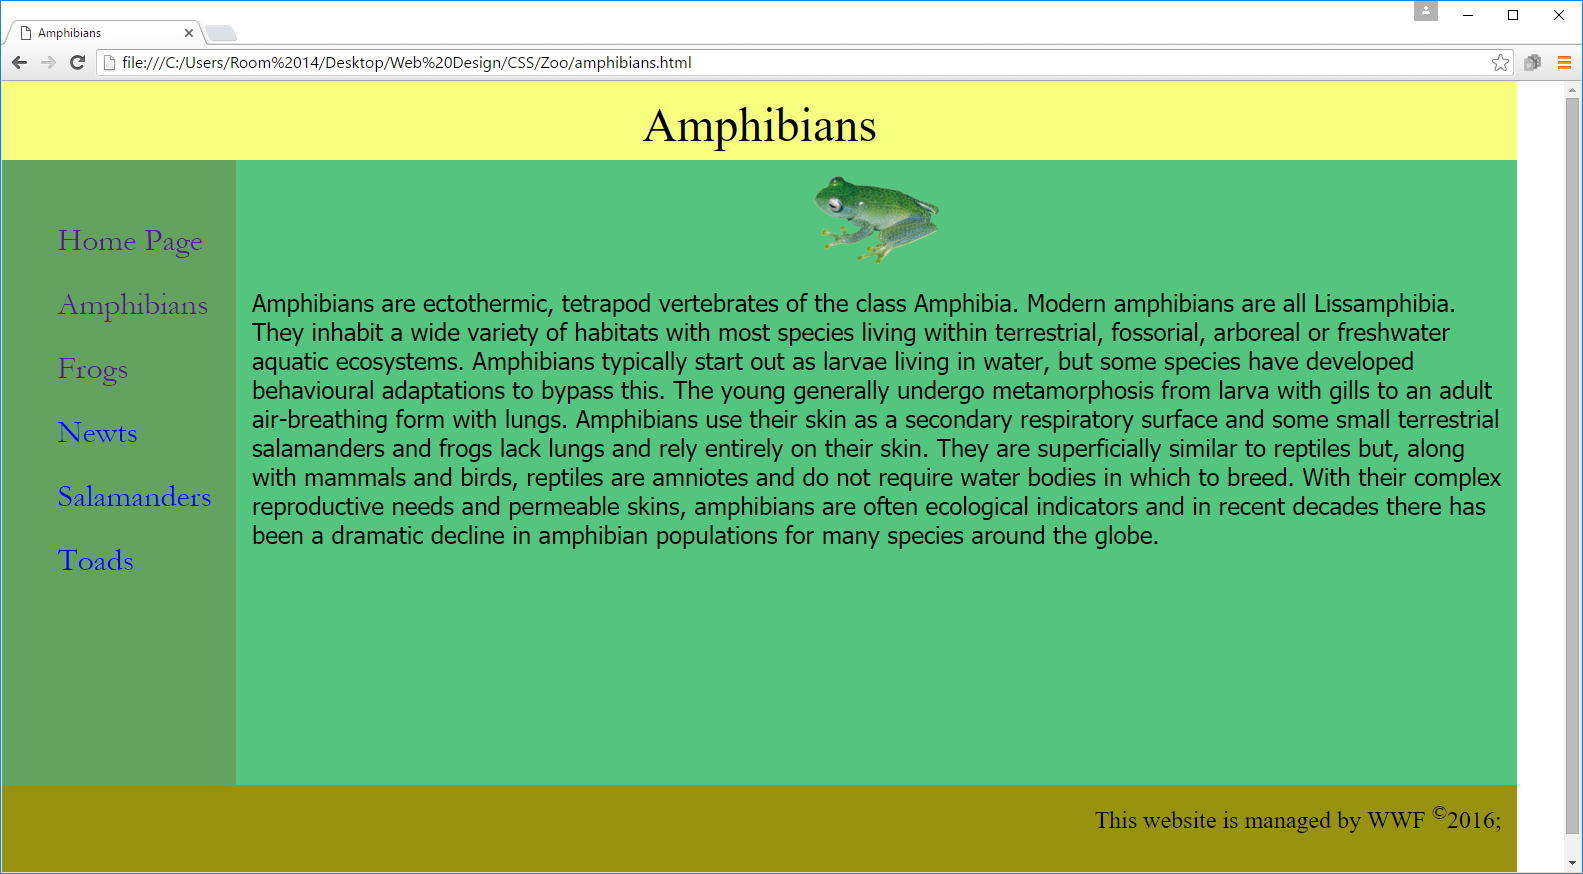 Amphibians
file:///C:/Users/Room%2014/Desktop/Web%20Design/CSS/Zoo/amphibians.html
Amphibians
Home Page
Amphibians
Frogs
Newts
Salamanders
Toads
Amphibians are ectothermic, tetrapod vertebrates of the class Amphibia. Modern amphibians are all Lissamphibia.
They inhabit a wide variety of habitats with most species living within terrestrial, fossorial, arboreal or freshwater
aquatic ecosystems. Amphibians typically start out as larvae living in water, but some species have developed
behavioural adaptations to bypass this. The young generally undergo metamorphosis from larva with gills to an adult
air-breathing form with lungs. Amphibians use their skin as a secondary respiratory surface and some small terrestrial
salamanders and frogs lack lungs and rely entirely on their skin. They are superficially similar to reptiles but, along
with mammals and birds, reptiles are amniotes and do not require water bodies in which to breed. With their complex
reproductive needs and permeable skins, amphibians are often ecological indicators and in recent decades there has
been a dramatic decline in amphibian populations for many species around the globe.
This website is managed by WWF ©2016;